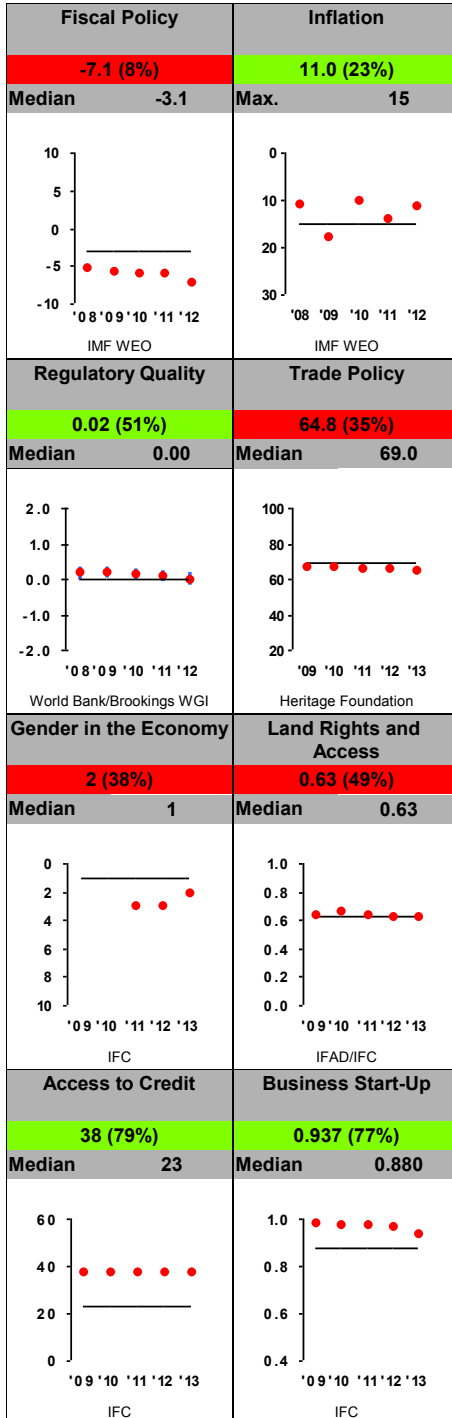 Fiscal Policy
-7.1 (8%)
Median -3.1
10
5
0
-5
-10
'08 '09 '10 '11 '12
IMF WEO
Inflation
11.0 (23%)
Max. 15
0
10
20
30
'08 '09 '10 '11 '12
IMF WEO
Regulatory Quality
0.02 (51%)
Median 0.00
2.0
1.0
0.0
-1.0
-2.0
'08 '09 '10 '11 '12
World Bank/Brookings WGI
Trade Policy
64.8 (35%)
Median 69.0
100
80
60
40
20
'09 '10 '11 '12 '13
Heritage Foundation
Gender in the Economy
2 (38%)
Median 1
0
2
4
6
8
10
'09 '10 '11 '12 '13
IFC
Land Rights and
Access
0.63 (49%)
Median 0.63
1.0
0.8
0.6
0.4
0.2
0.0
'09 '10 '11 '12 '13
IFAD/IFC
Access to Credit
38 (79%)
Median 23
60
40
20
0
'09 '10 '11 '12 '13
IFC
Business Start-Up
0.937 (77%)
Median 0.880
1.0
0.8
0.6
0.4
'09 '10 '11 '12 '13
IFC